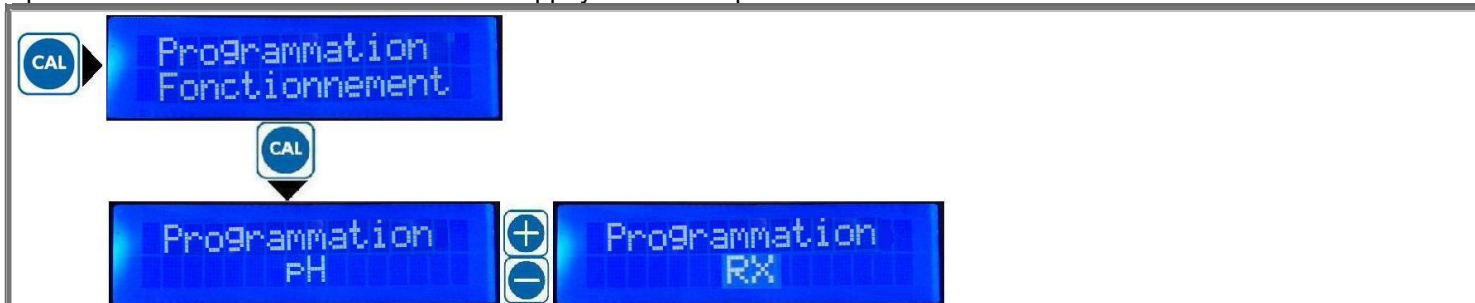 CAL
Programmation
Fonctionnement
CAL
Programmation
pH
+
-
Programmation
RX